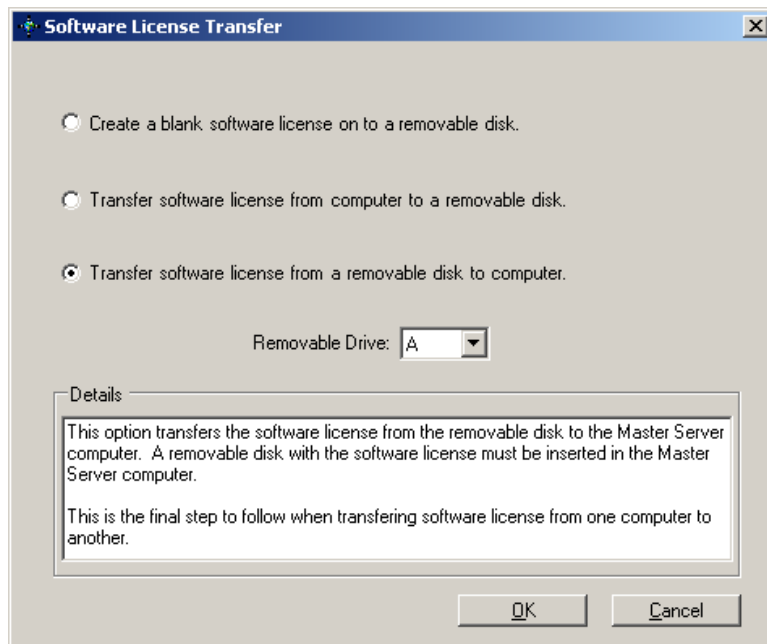 Software License Transfer
Create a blank software license on to a removable disk.
Transfer software license from computer to a removable disk.
Transfer software license from a removable disk to computer.
Removable Drive: A
Details
This option transfers the software license from the removable disk to the Master Server
computer. A removable disk with the software license must be inserted in the Master
Server computer.
This is the final step to follow when transfering software license from one computer to
another.
OK Cancel